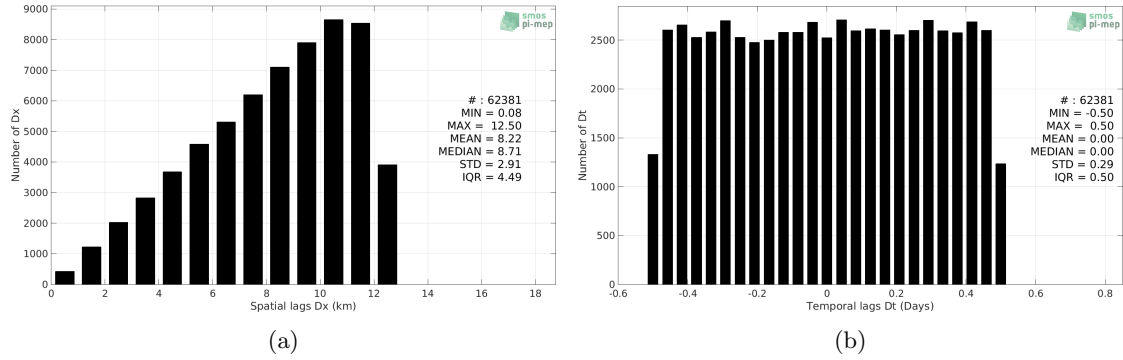 9000
8000
7000
6000
5000
4000
3000
2000
1000
0
Number of Dx
smos
pi-mep
# : 62381
MIN = 0.08
MAX = 12.50
MEAN = 8.22
MEDIAN = 8.71
STD = 2.91
IQR = 4.49
0 2 4 6 8 10 12 14 16 18
Spatial lags Dx (km)
(a)
2500
2000
1500
1000
500
0
Number of Dt
smos
pi-mep
# : 62381
MIN = -0.50
MAX = 0.50
MEAN = 0.00
MEDIAN = 0.00
STD = 0.29
IQR = 0.50
-0.6 -0.4 -0.2 0 0.2 0.4 0.6 0.8
Temporal lags Dt (Days)
(b)